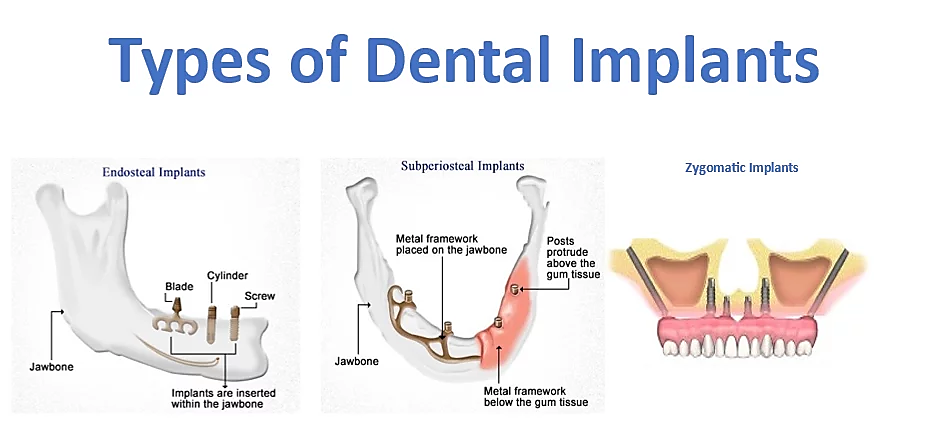 Types of Dental Implants
Endosteal Implants
Blade
Cylinder
Screw
Jawbone
Implants are inserted
within the jawbone
Subperiosteal Implants
Metal framework
placed on the jawbone
Posts
protrude
above the
gum tissue
Jawbone
Metal framework
below the gum tissue
Zygomatic Implants